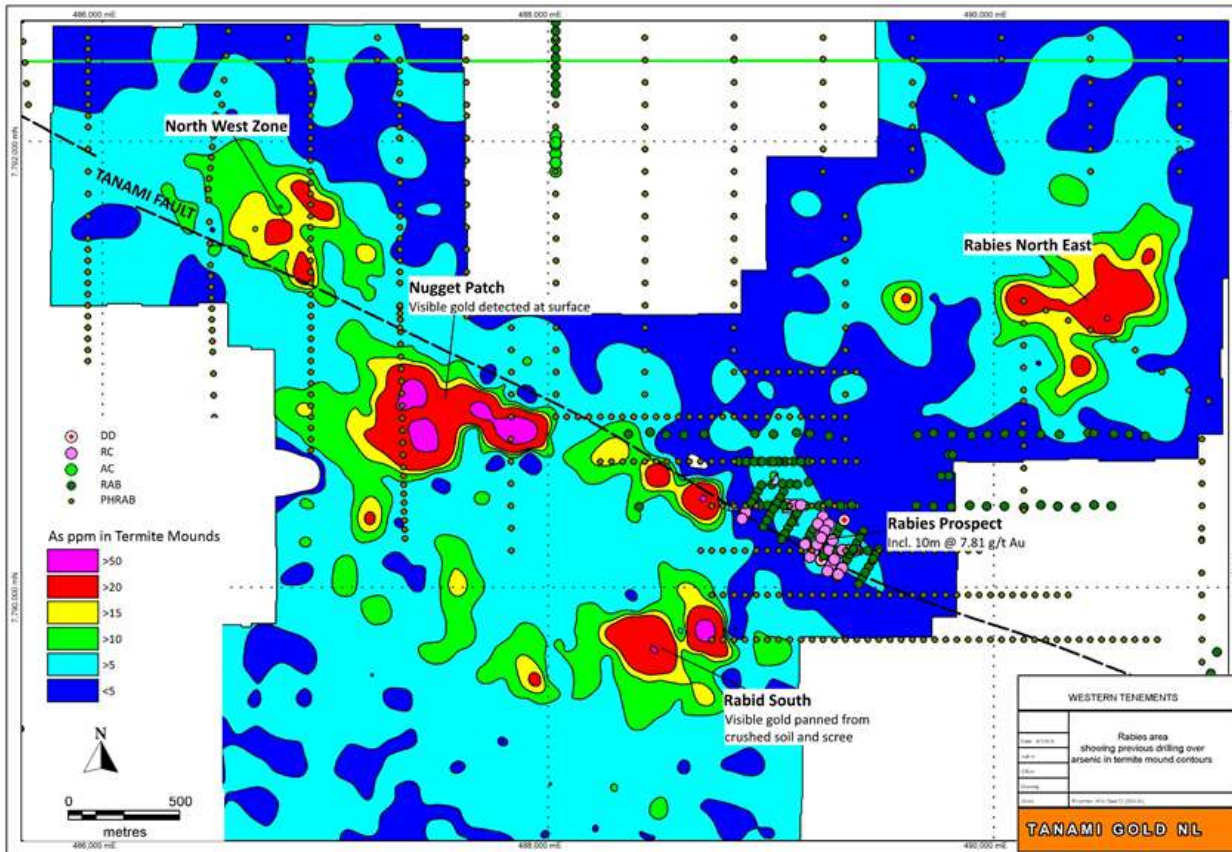 486,000 mE
488,000 mE
490,000 mE
7,792,000 mN
North West Zone
TANAMI FAULT
Nugget Patch
Visible gold detected at surface
Rabies North East
DD
RC
AC
RAB
PHRAB
As ppm in Termite Mounds
>50
>20
>15
>10
>5
<5
Rabies Prospect
Incl. 10m @ 7.81 g/t Au
7,790,000 mN
Rabid South
Visible gold panned from
crushed soil and scree
N
0 500
metres
WESTERN TENEMENTS
Rabies area
showing previous drilling over
arsenic in termite mound contours
TANAMI GOLD NL
486,000 mE
488,000 mE
490,000 mE